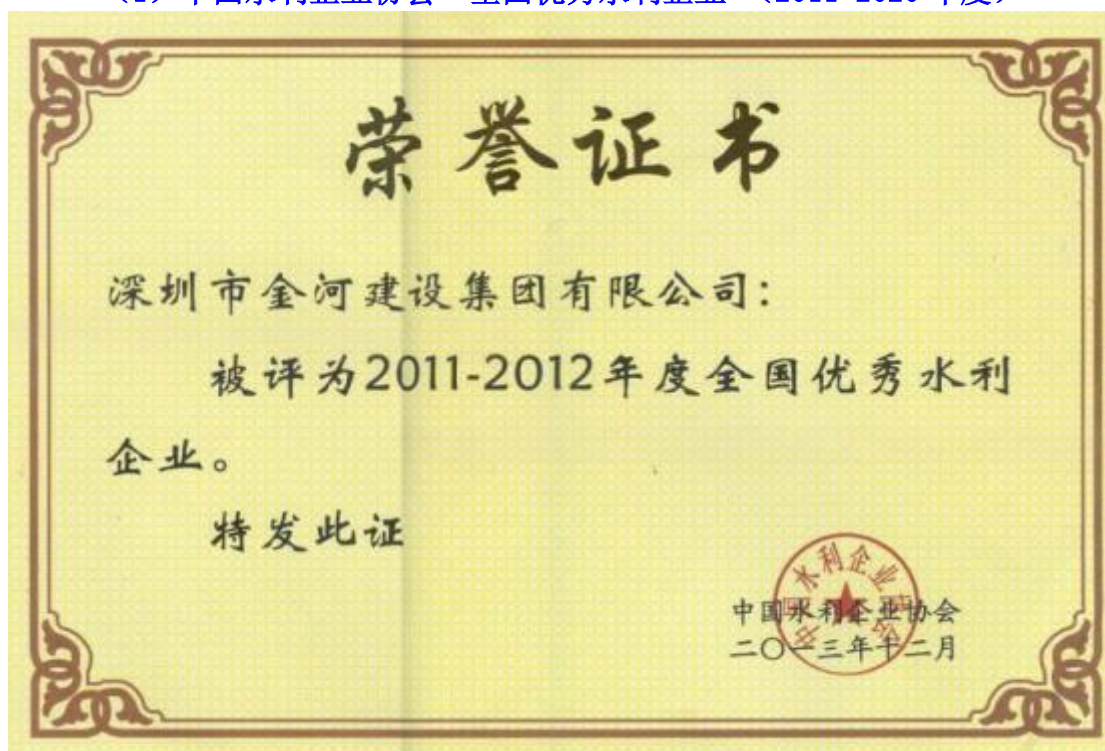 荣誉证书
深圳市金河建设集团有限公司：
被评为2011-2012年度全国优秀水利
企业。
特发此证
中国水利企业协会
二〇一三年十二月